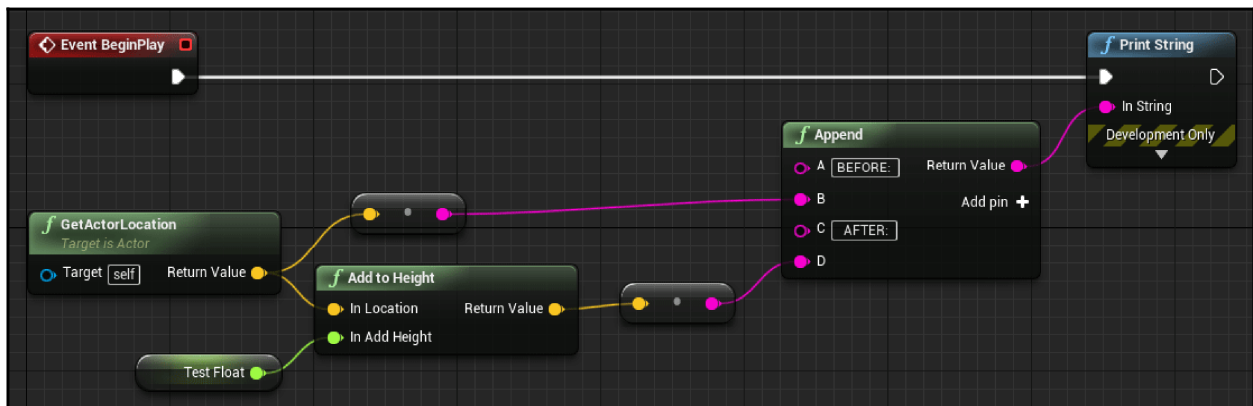 Event BeginPlay
f Print String
In String
Development Only
f Append
A BEFORE: Return Value
B Add pin
C AFTER:
D
f GetActorLocation
Target is Actor
Target self Return Value
f Add to Height
In Location Return Value
In Add Height
Test Float